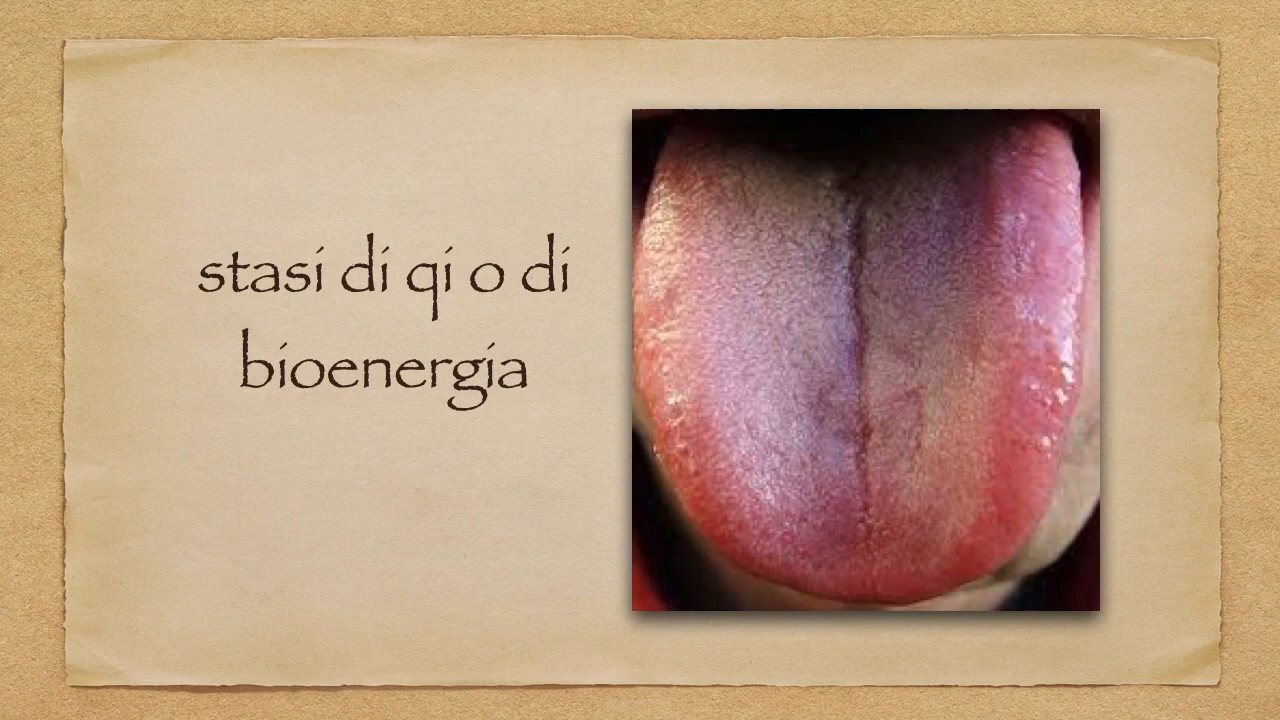 stasi di qi o di
bioenergia